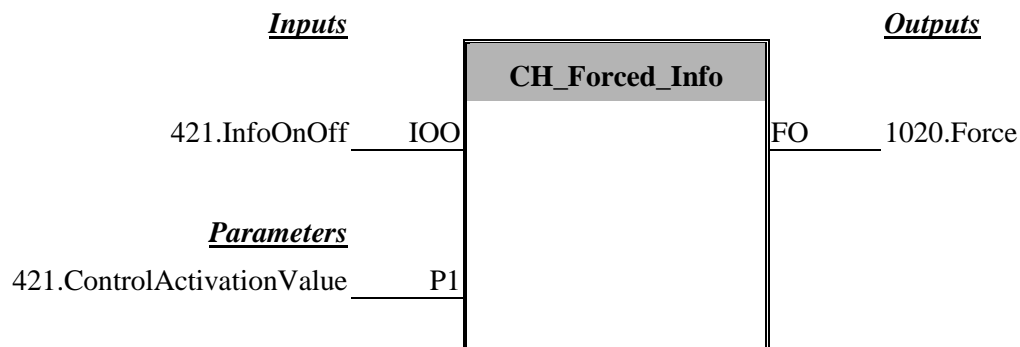 Inputs
Outputs
CH_Forced_Info
421.InfoOnOff IOO FO 1020.Force
Parameters
421.ControlActivationValue P1